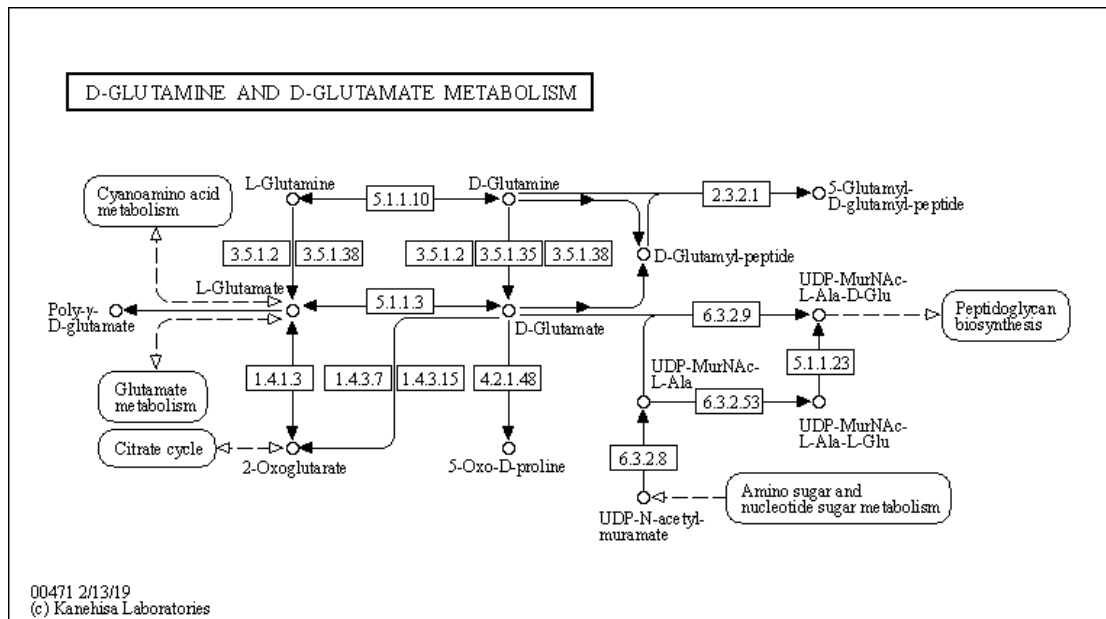 D-GLUTAMINE AND D-GLUTAMATE METABOLISM
Cyanoamino acid
metabolism
L-Glutamine
5.1.1.10
D-Glutamine
2.3.2.1
5-Glutamyl-
D-glutamyl-peptide
3.5.1.2
3.5.1.38
3.5.1.2
3.5.1.35
3.5.1.38
D-Glutamyl-peptide
L-Glutamate
UDP-MurNAc-
L-Ala-D-Glu
Poly-γ-
D-glutamate
5.1.1.3
D-Glutamate
6.3.2.9
Peptidoglycan
biosynthesis
Glutamate
metabolism
1.4.1.3
1.4.3.7
1.4.3.15
4.2.1.48
UDP-MurNAc-
L-Ala
5.1.1.23
6.3.2.53
UDP-MurNAc-
L-Ala-L-Glu
Citrate cycle
2-Oxoglutarate
5-Oxo-D-proline
6.3.2.8
Amino sugar and
nucleotide sugar metabolism
UDP-N-acetyl-
muramate
00471 2/13/19
(c) Kanehisa Laboratories